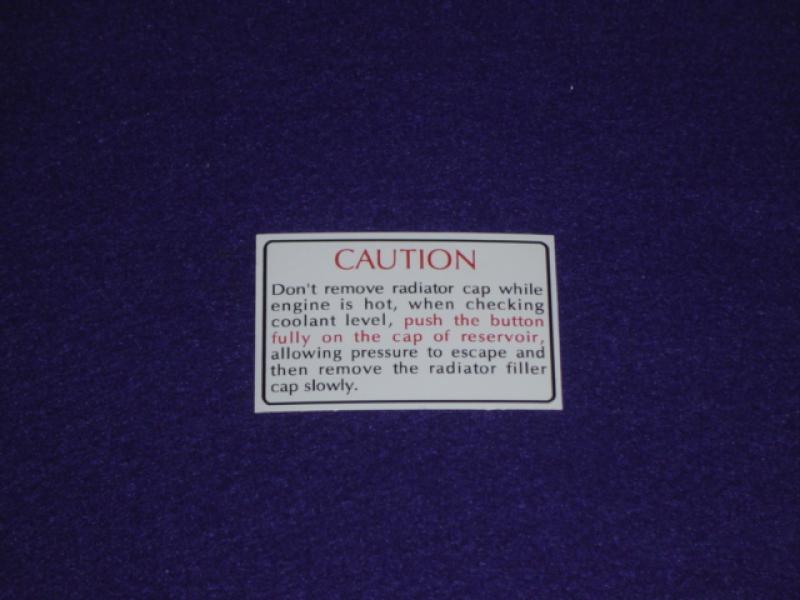 CAUTION
Don't remove radiator cap while
engine is hot, when checking
coolant level, push the button
fully on the cap of reservoir,
allowing pressure to escape and
then remove the radiator filler
cap slowly.